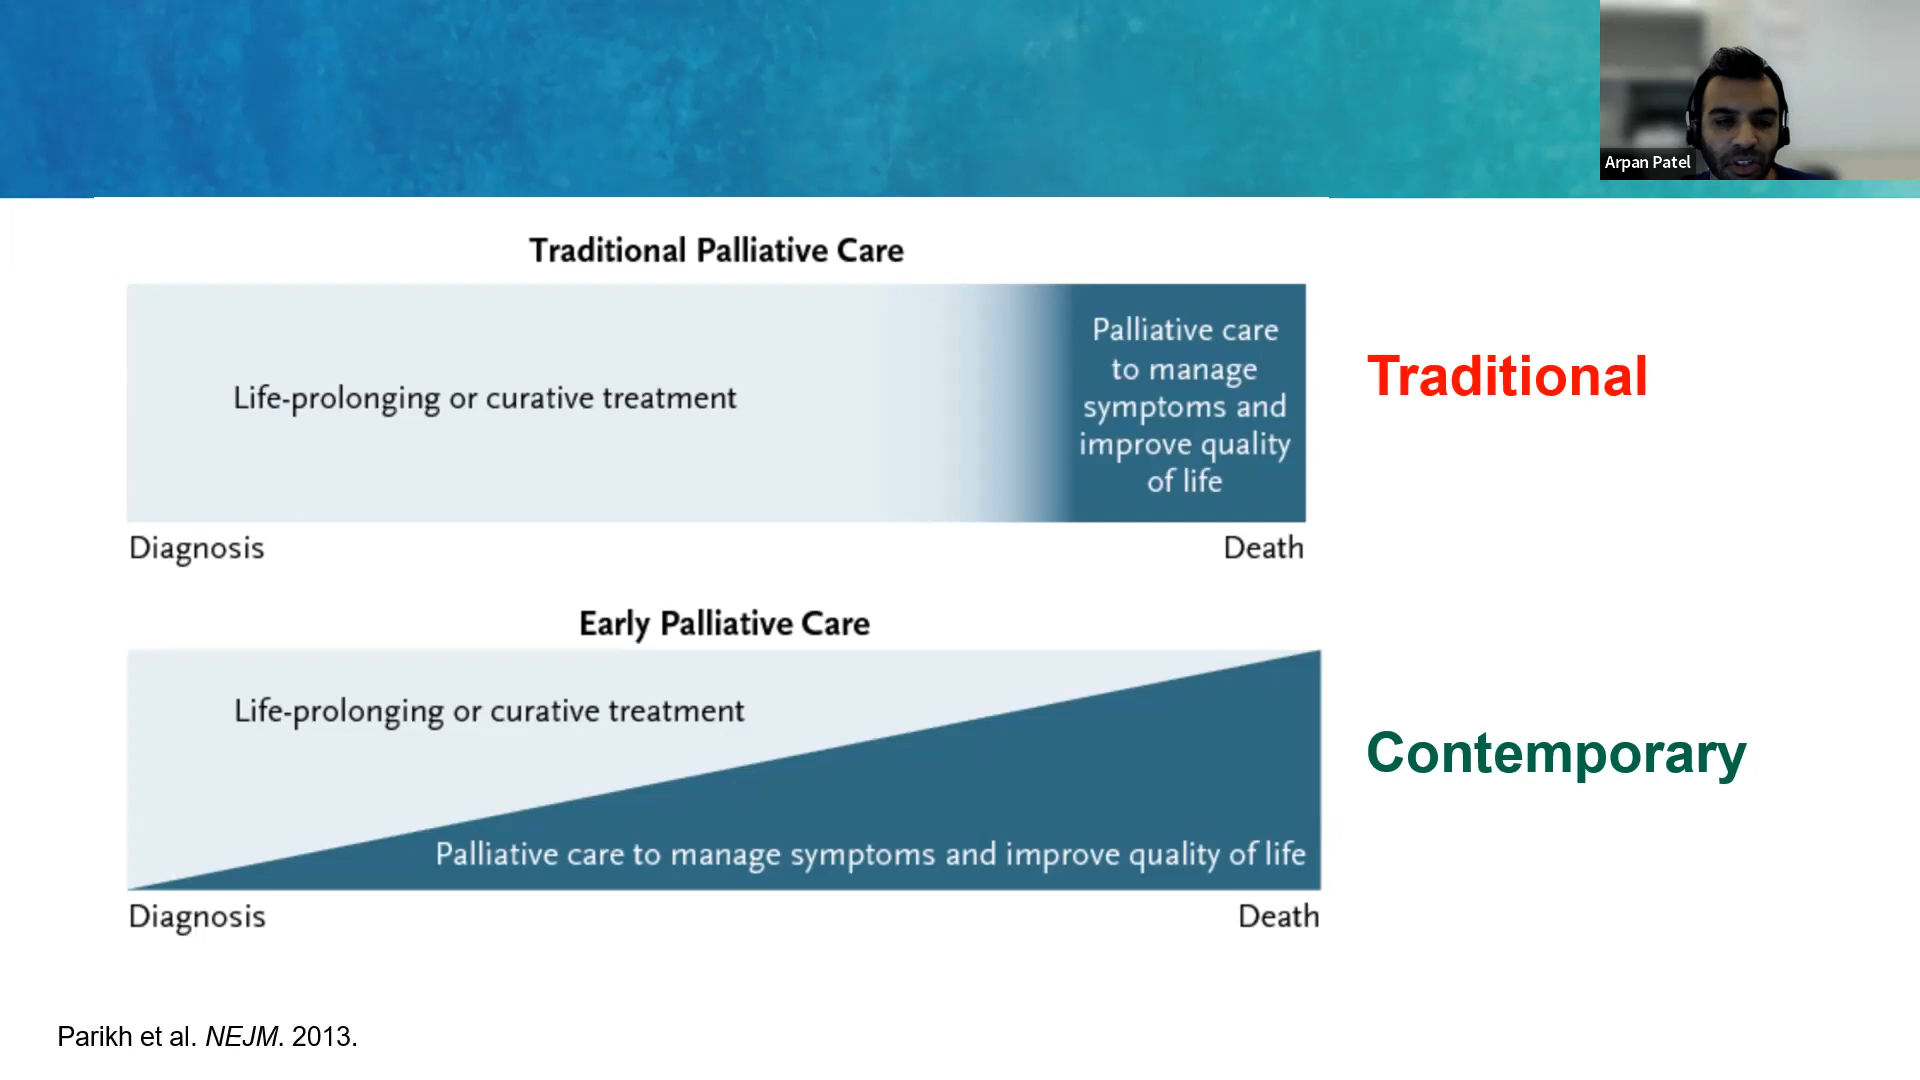 Arpan Patel
Traditional Palliative Care
Life-prolonging or curative treatment
Palliative care
to manage
symptoms and
improve quality
of life
Diagnosis
Death
Traditional
Early Palliative Care
Life-prolonging or curative treatment
Palliative care to manage symptoms and improve quality of life
Diagnosis
Death
Contemporary
Parikh et al. NEJM. 2013.